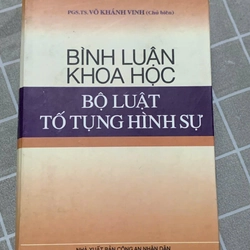 PGS.TS. VÕ KHÁNH VINH (Chủ biên)
BÌNH LUẬN
KHOA HỌC
BỘ LUẬT
TỐ TỤNG HÌNH SỰ
NHÀ XUẤT BẢN CÔNG AN NHÂN DÂN